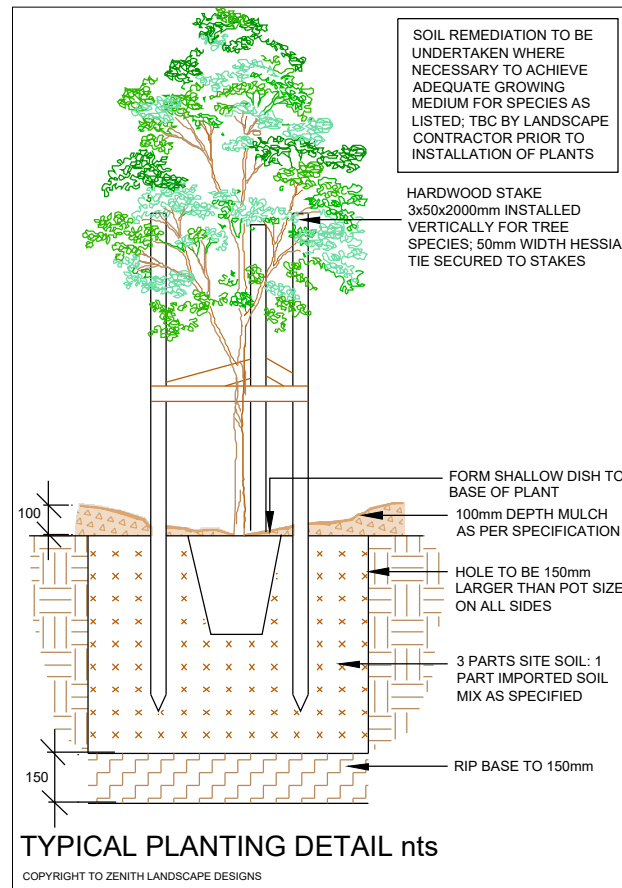 SOIL REMEDIATION TO BE
UNDERTAKEN WHERE
NECESSARY TO ACHIEVE
ADEQUATE GROWING
MEDIUM FOR SPECIES AS
LISTED; TBC BY LANDSCAPE
CONTRACTOR PRIOR TO
INSTALLATION OF PLANTS
HARDWOOD STAKE
3x50x2000mm INSTALLED
VERTICALLY FOR TREE
SPECIES; 50mm WIDTH HESSIA
TIE SECURED TO STAKES
FORM SHALLOW DISH TO
BASE OF PLANT
100
100mm DEPTH MULCH
AS PER SPECIFICATION
HOLE TO BE 150mm
LARGER THAN POT SIZE
ON ALL SIDES
3 PARTS SITE SOIL: 1
PART IMPORTED SOIL
MIX AS SPECIFIED
150
RIP BASE TO 150mm
TYPICAL PLANTING DETAIL nts
COPYRIGHT TO ZENITH LANDSCAPE DESIGNS